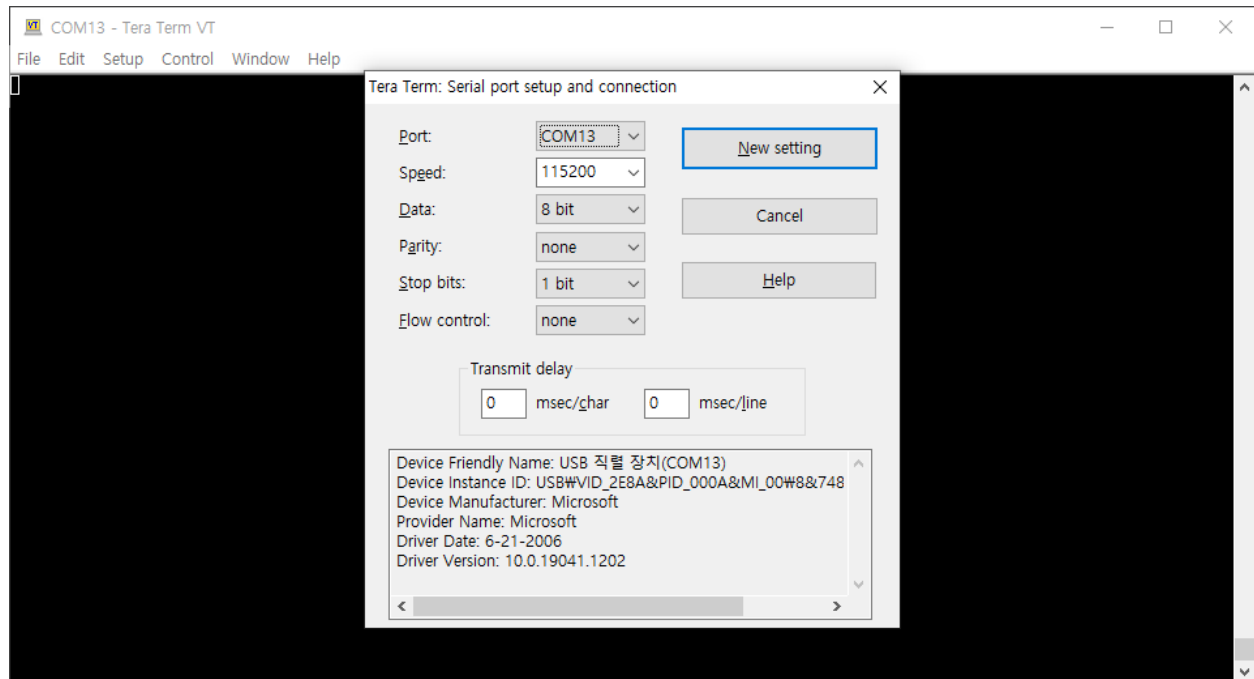 COM13 - Tera Term VT
File Edit Setup Control Window Help
Tera Term: Serial port setup and connection
Port: COM13 New setting
Speed: 115200
Data: 8 bit Cancel
Parity: none
Stop bits: 1 bit Help
Flow control: none
Transmit delay
0 msec/char 0 msec/line
Device Friendly Name: USB 직렬 장치(COM13)
Device Instance ID: USB₩VID_2E8A&PID_000A&MI_00₩8&748
Device Manufacturer: Microsoft
Provider Name: Microsoft
Driver Date: 6-21-2006
Driver Version: 10.0.19041.1202